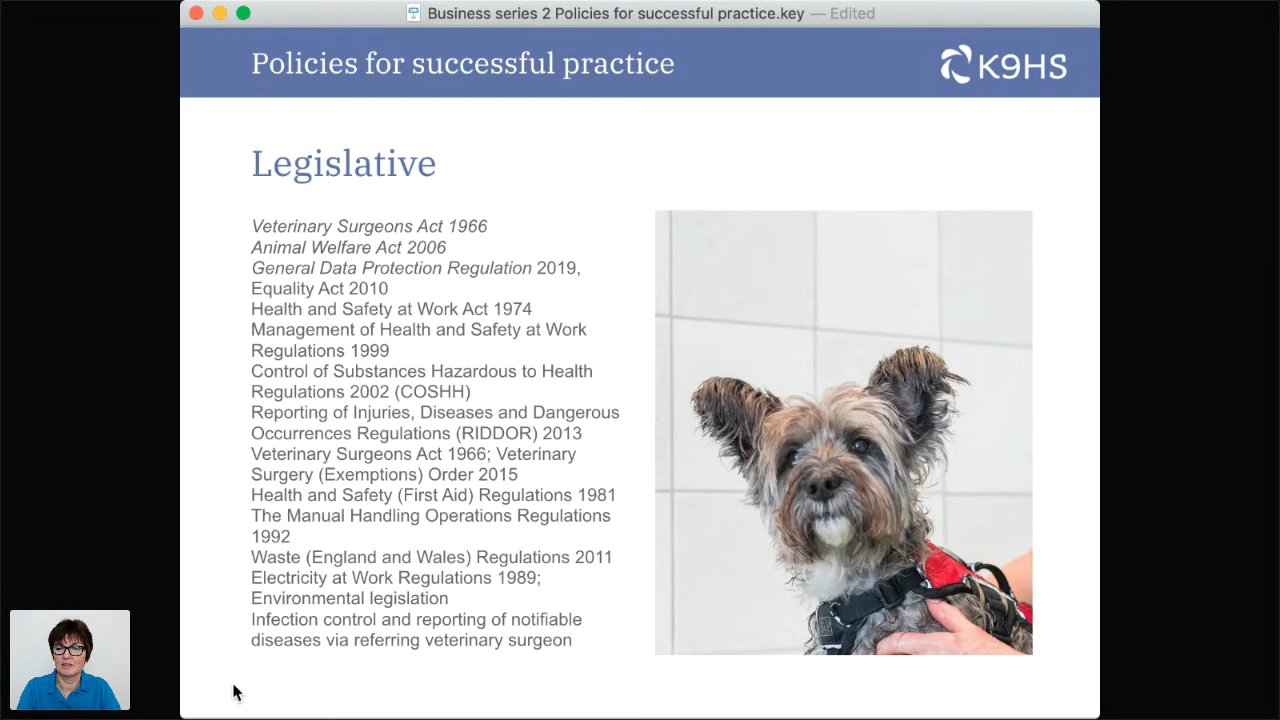 Business series 2 Policies for successful practice.key — Edited
Policies for successful practice
K9HS
Legislative
Veterinary Surgeons Act 1966
Animal Welfare Act 2006
General Data Protection Regulation 2019,
Equality Act 2010
Health and Safety at Work Act 1974
Management of Health and Safety at Work
Regulations 1999
Control of Substances Hazardous to Health
Regulations 2002 (COSHH)
Reporting of Injuries, Diseases and Dangerous
Occurrences Regulations (RIDDOR) 2013
Veterinary Surgeons Act 1966; Veterinary
Surgery (Exemptions) Order 2015
Health and Safety (First Aid) Regulations 1981
The Manual Handling Operations Regulations
1992
Waste (England and Wales) Regulations 2011
Electricity at Work Regulations 1989;
Environmental legislation
Infection control and reporting of notifiable
diseases via referring veterinary surgeon